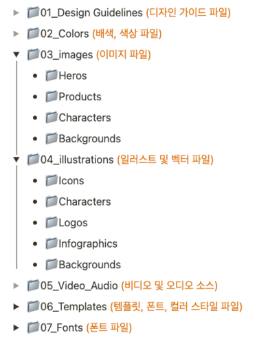 01_Design Guidelines (디자인 가이드 파일)
02_Colors (배색, 색상 파일)
03_images (이미지 파일)
Heros
Products
Characters
Backgrounds
04_illustrations (일러스트 및 벡터 파일)
Icons
Characters
Logos
Infographics
Backgrounds
05_Video_Audio (비디오 및 오디오 소스)
06_Templates (템플릿, 폰트, 컬러 스타일 파일)
07_Fonts (폰트 파일)